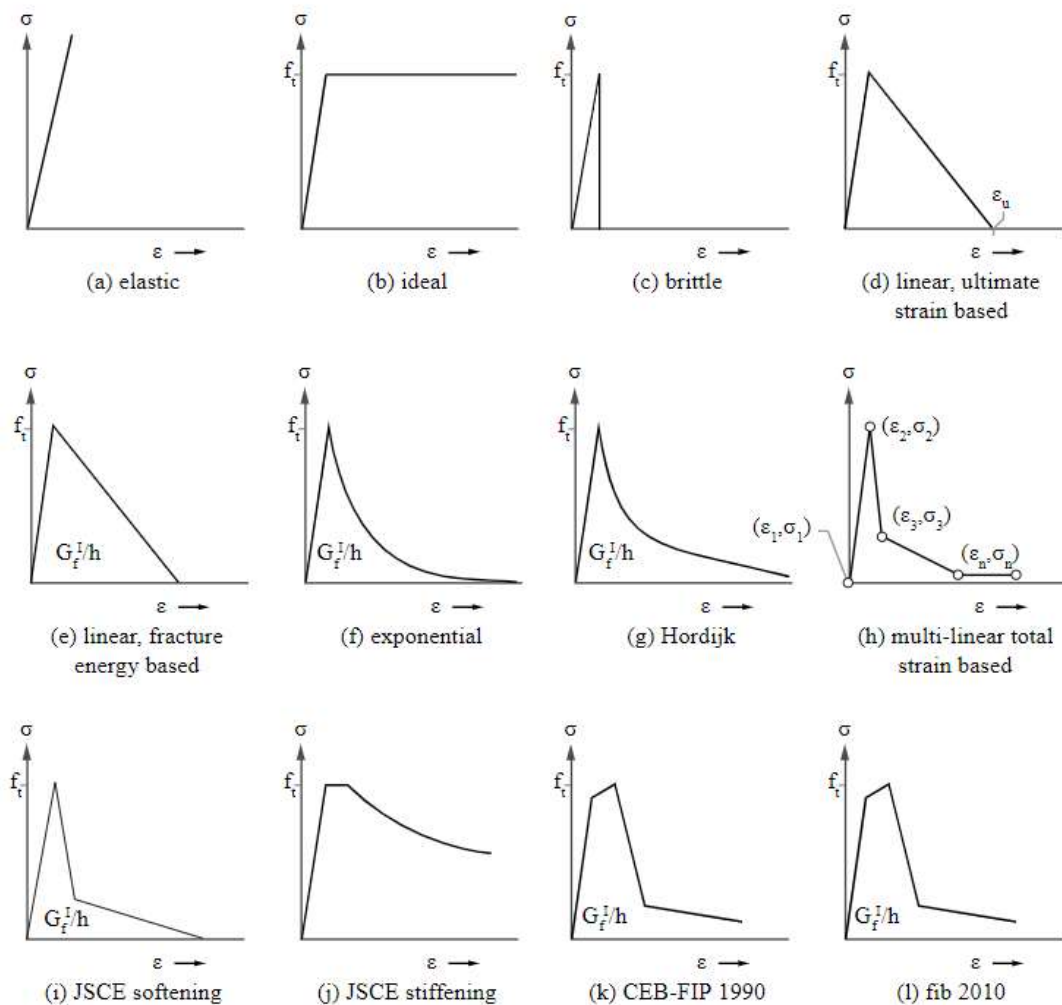 σ
f_t
ε
(a) elastic
σ
f_t
ε
(b) ideal
σ
f_t
ε
(c) brittle
σ
f_t
ε_u
ε
(d) linear, ultimate
strain based
σ
f_t
G_f^I/h
ε
(e) linear, fracture
energy based
σ
f_t
G_f^I/h
ε
(f) exponential
σ
f_t
G_f^I/h
ε
(g) Hordijk
σ
(ε_2,σ_2)
(ε_3,σ_3)
(ε_1,σ_1)
(ε_n,σ_n)
ε
(h) multi-linear total
strain based
σ
f_t
G_f^I/h
ε
(i) JSCE softening
σ
f_t
ε
(j) JSCE stiffening
σ
f_t
G_f^I/h
ε
(k) CEB-FIP 1990
σ
f_t
G_f^I/h
ε
(l) fib 2010